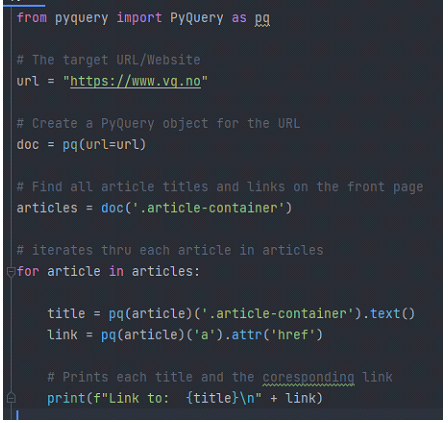 from pyquery import PyQuery as pq
# The target URL/Website
url = "https://www.vg.no"
# Create a PyQuery object for the URL
doc = pq(url=url)
# Find all article titles and links on the front page
articles = doc('.article-container')
# iterates thru each article in articles
for article in articles:
title = pq(article)('.article-container').text()
link = pq(article)('a').attr('href')
# Prints each title and the coresponding link
print(f"Link to:  {title}\n" + link)